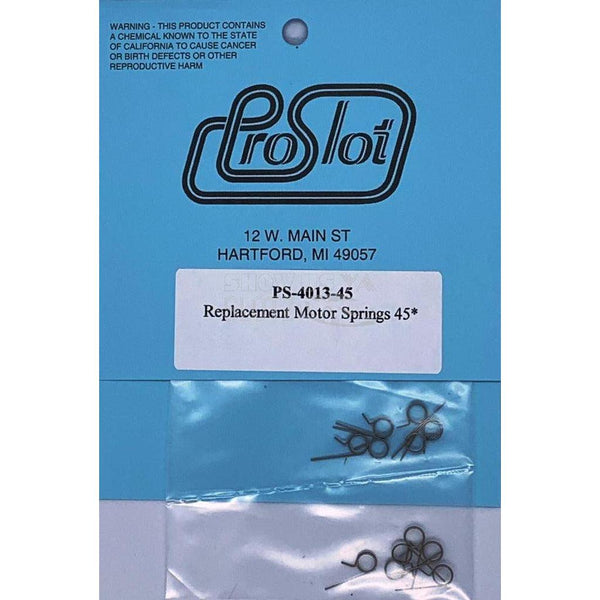 WARNING - THIS PRODUCT CONTAINS
A CHEMICAL KNOWN TO THE STATE
OF CALIFORNIA TO CAUSE CANCER
OR BIRTH DEFECTS OR OTHER
REPRODUCTIVE HARM
ProSlot
12 W. MAIN ST
HARTFORD, MI 49057
PS-4013-45
Replacement Motor Springs 45*